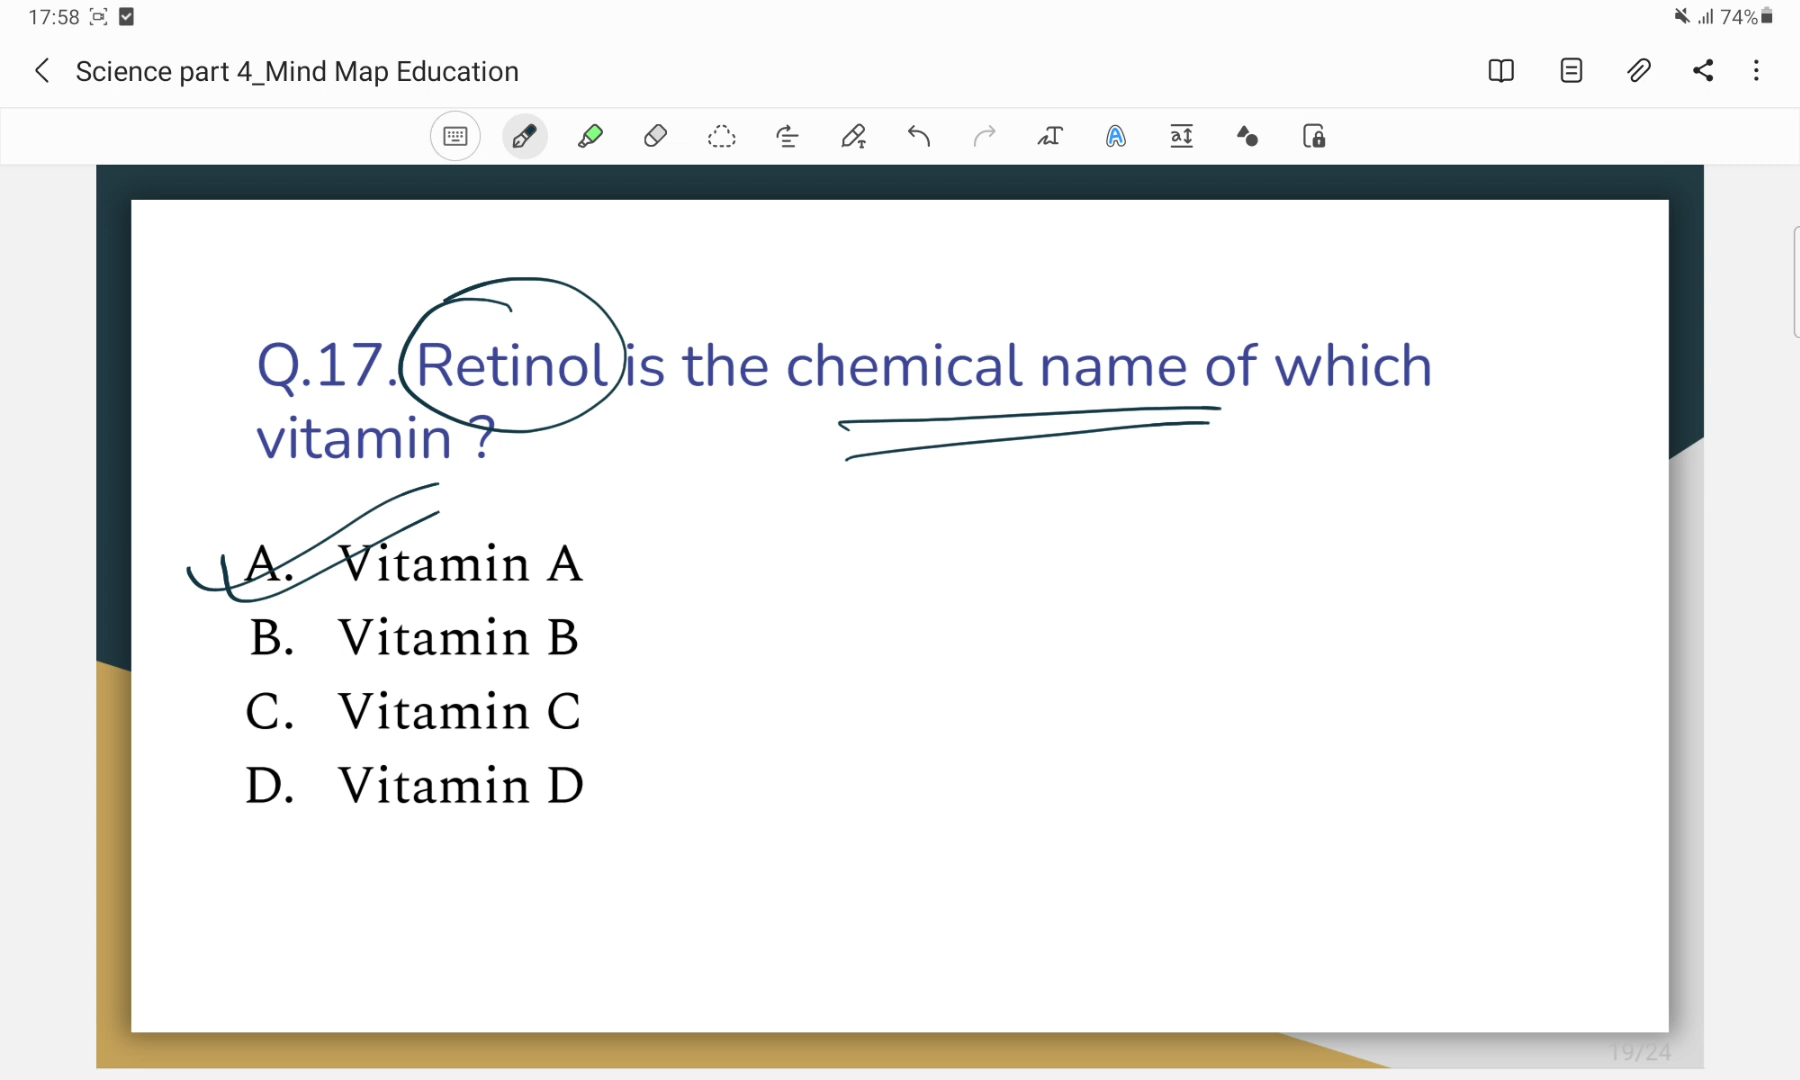 17:58
74%
Science part 4_Mind Map Education
Q.17. Retinol is the chemical name of which
vitamin ?
A. Vitamin A
B. Vitamin B
C. Vitamin C
D. Vitamin D
19/24